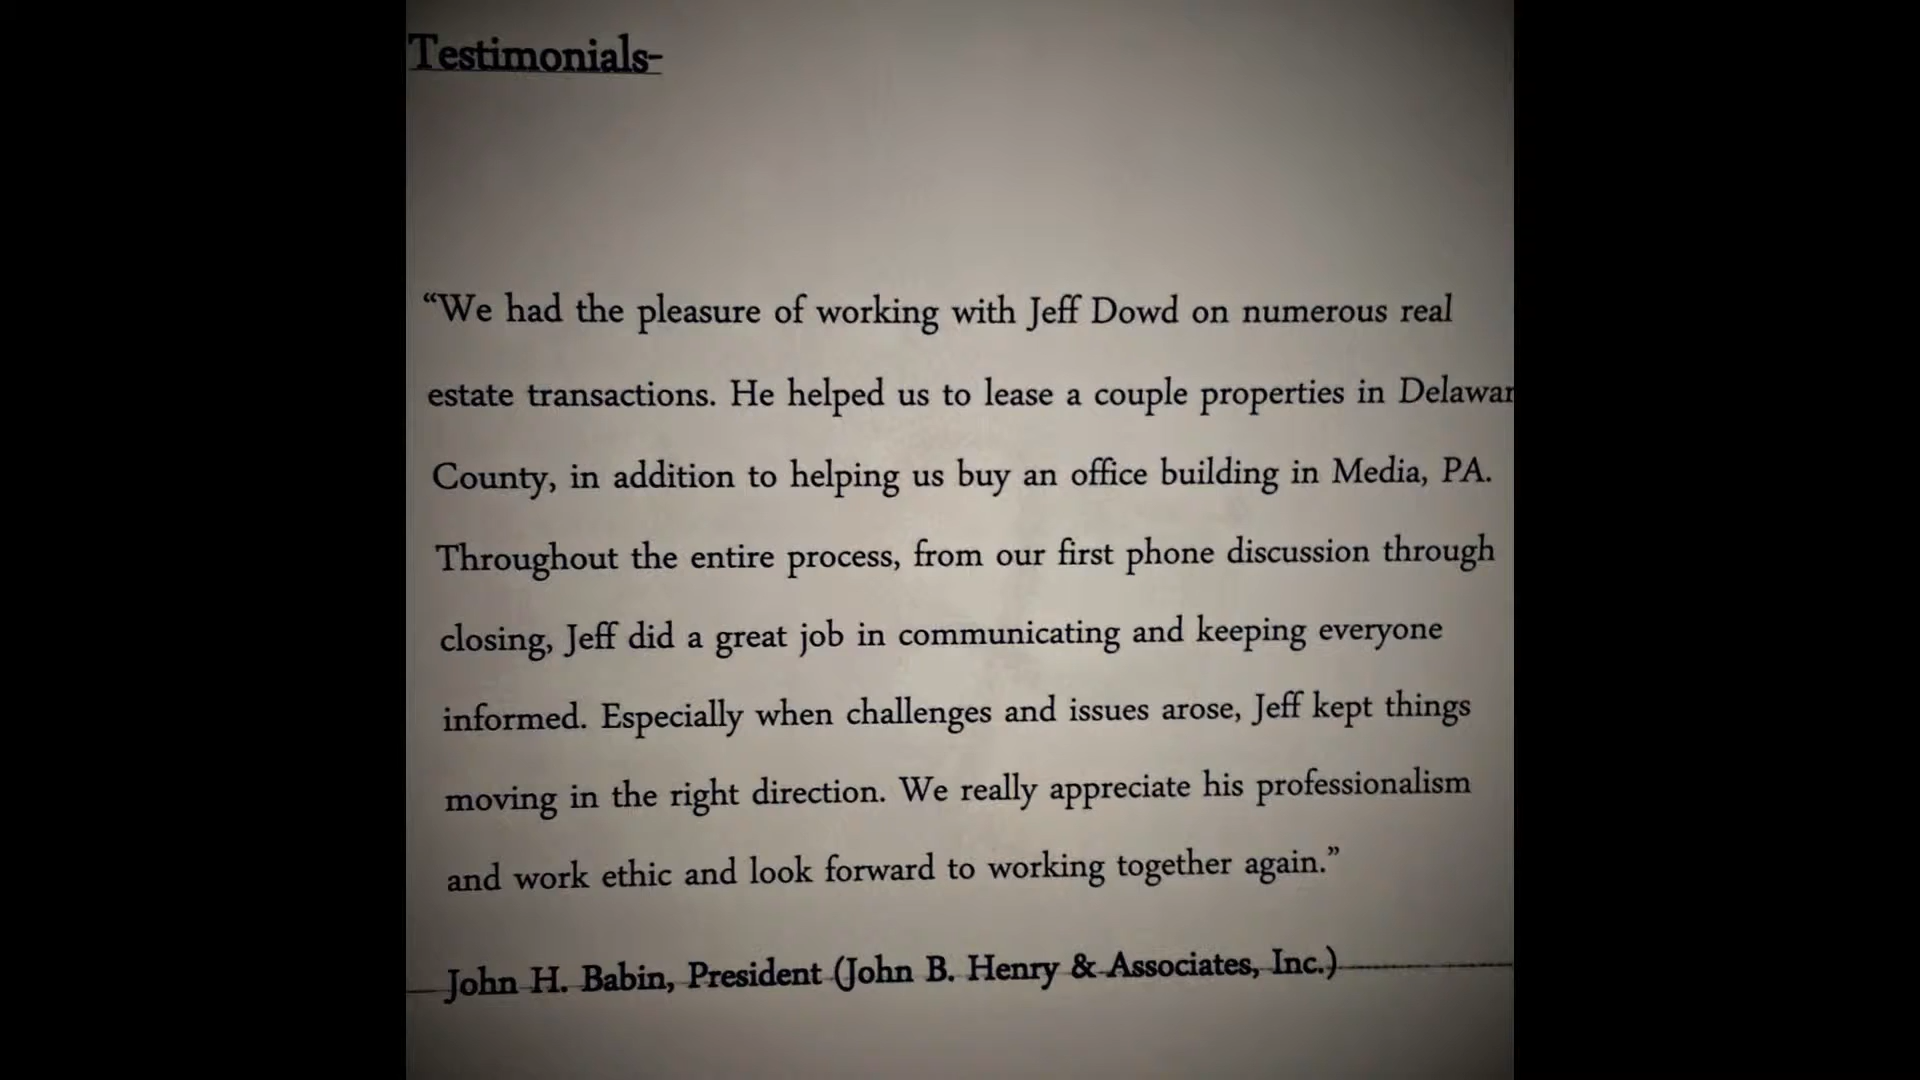 Testimonials-
“We had the pleasure of working with Jeff Dowd on numerous real
estate transactions. He helped us to lease a couple properties in Delawar
County, in addition to helping us buy an office building in Media, PA.
Throughout the entire process, from our first phone discussion through
closing, Jeff did a great job in communicating and keeping everyone
informed. Especially when challenges and issues arose, Jeff kept things
moving in the right direction. We really appreciate his professionalism
and work ethic and look forward to working together again.”
John H. Babin, President (John B. Henry & Associates, Inc.)